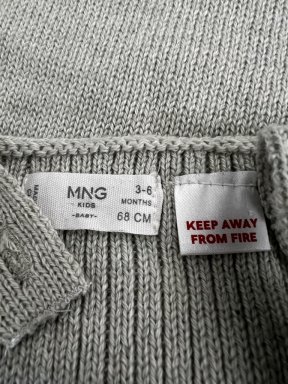 MNG
KIDS
-BABY-
3-6
MONTHS
68 CM
KEEP AWAY
FROM FIRE